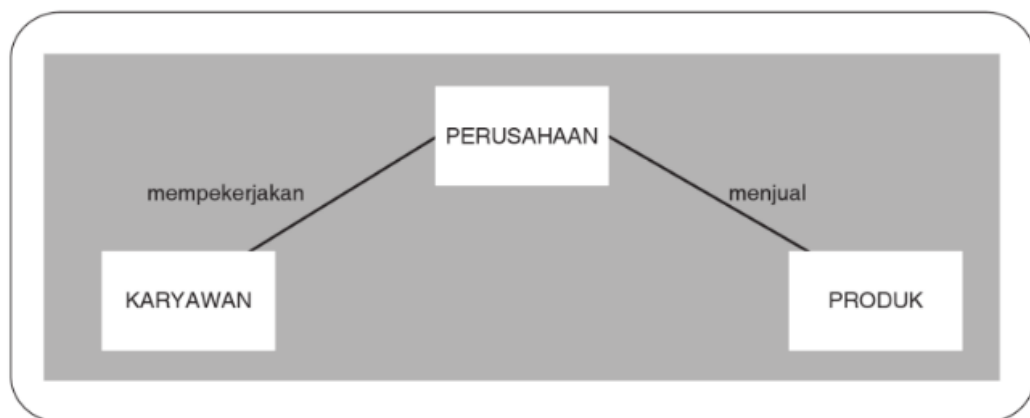 PERUSAHAAN
mempekerjakan
menjual
KARYAWAN
PRODUK